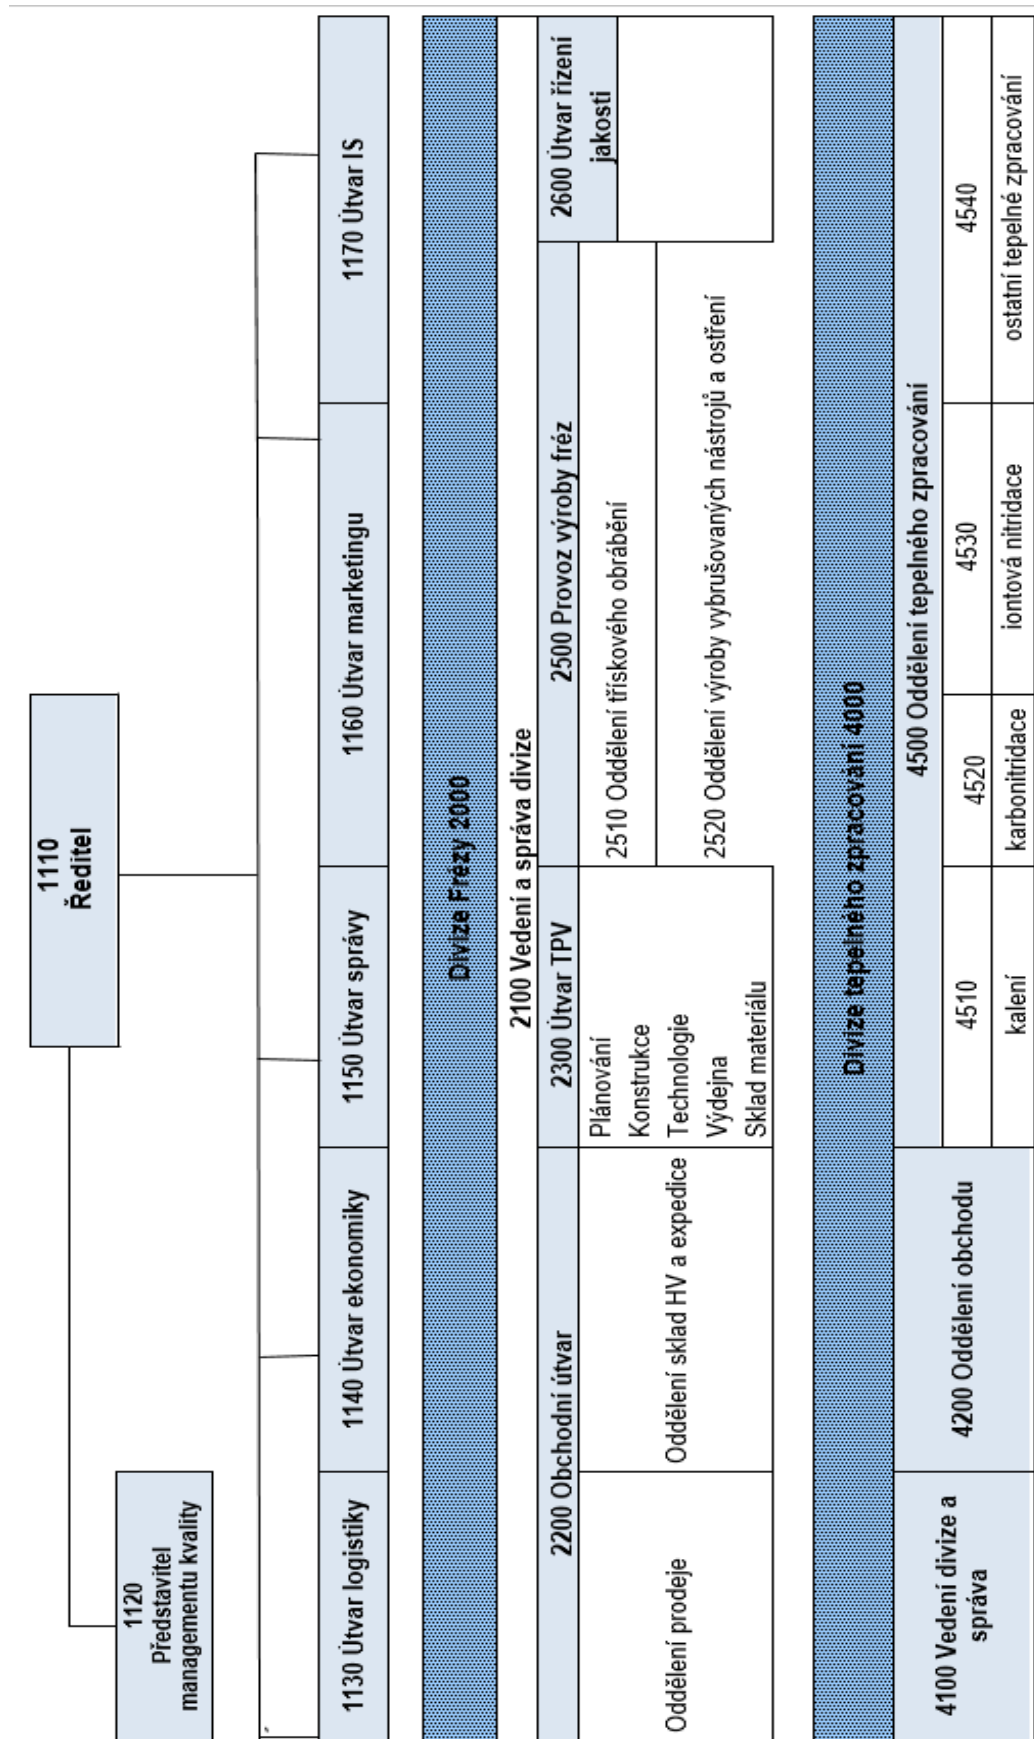 1110
Ředitel
1120
Představitel
managementu kvality
1130 Útvar logistiky
1140 Útvar ekonomiky
1150 Útvar správy
1160 Útvar marketingu
1170 Útvar IS
Divize Frézy 2000
2100 Vedení a správa divize
2200 Obchodní útvar
2300 Útvar TPV
2500 Provoz výroby fréz
2600 Útvar řízení
jakosti
Oddělení prodeje
Oddělení sklad HV a expedice
Plánování
Konstrukce
Technologie
Výdejna
Sklad materiálu
2510 Oddělení třískového obrábění
2520 Oddělení výroby vybrušovaných nástrojů a ostření
Divize tepelného zpracování 4000
4100 Vedení divize a
správa
4200 Oddělení obchodu
4500 Oddělení tepelného zpracování
4510
4520
4530
4540
kalení
karbonitridace
iontová nitridace
ostatní tepelné zpracování